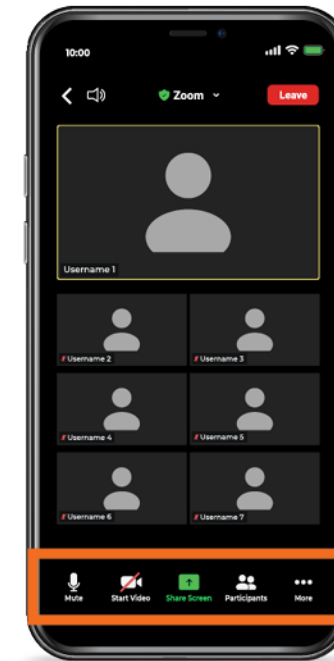 10:00
Zoom
Leave
Username 1
Username 2 Username 3
Username 4 Username 5
Username 6 Username 7
Mute Start Video Share Screen Participants More